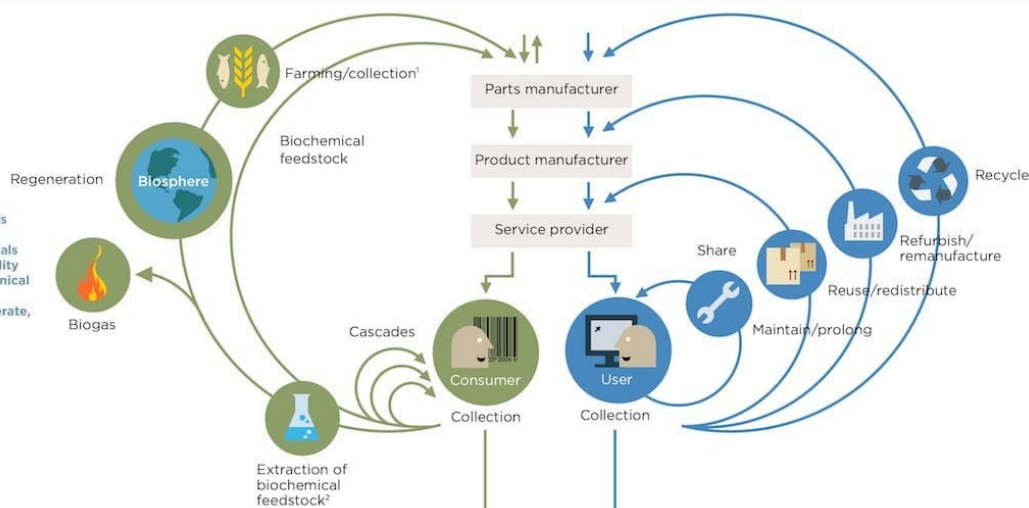 Farming/collection¹
Parts manufacturer
Biochemical
feedstock
Product manufacturer
Regeneration
Biosphere
Recycle
Service provider
Share
Refurbish/
remanufacture
Reuse/redistribute
Biogas
Maintain/prolong
Cascades
Consumer
User
Collection
Collection
Extraction of
biochemical
feedstock²